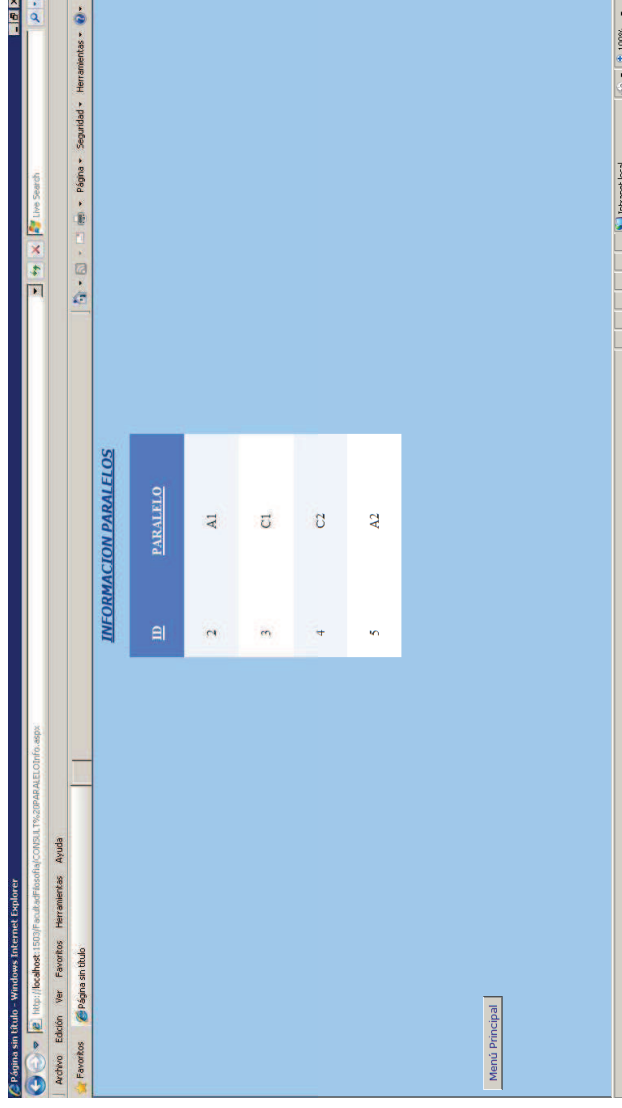 Página sin título - Windows Internet Explorer
http://localhost:1503/FacultadFilosofia/CONSULT%20PARALELOInfo.aspx
Live Search
Archivo Edición Ver Favoritos Herramientas Ayuda
Favoritos
Página sin título
Página Seguridad Herramientas
INFORMACION PARALELOS
ID PARALELO
2 A1
3 C1
4 C2
5 A2
Menú Principal
Intranet local
100%